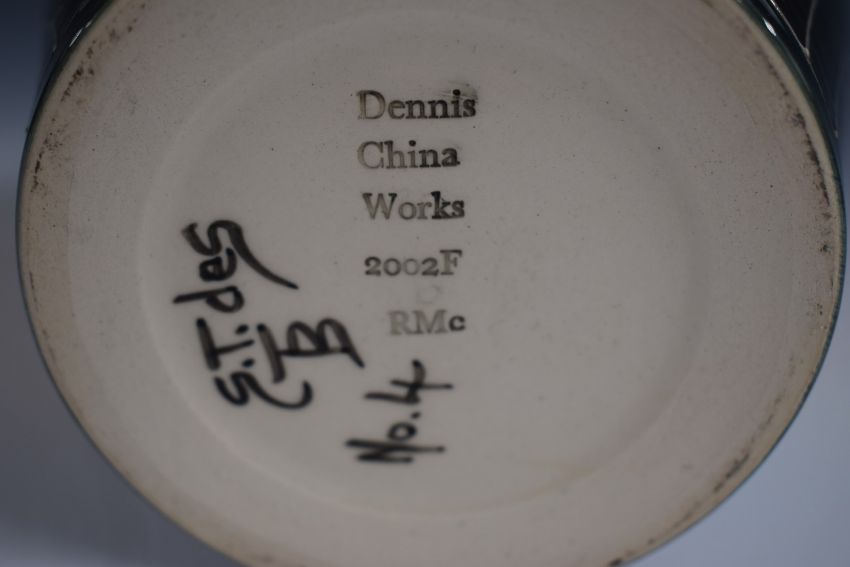 Dennis
China
Works
2002F
RMc
S.T. des
No.4